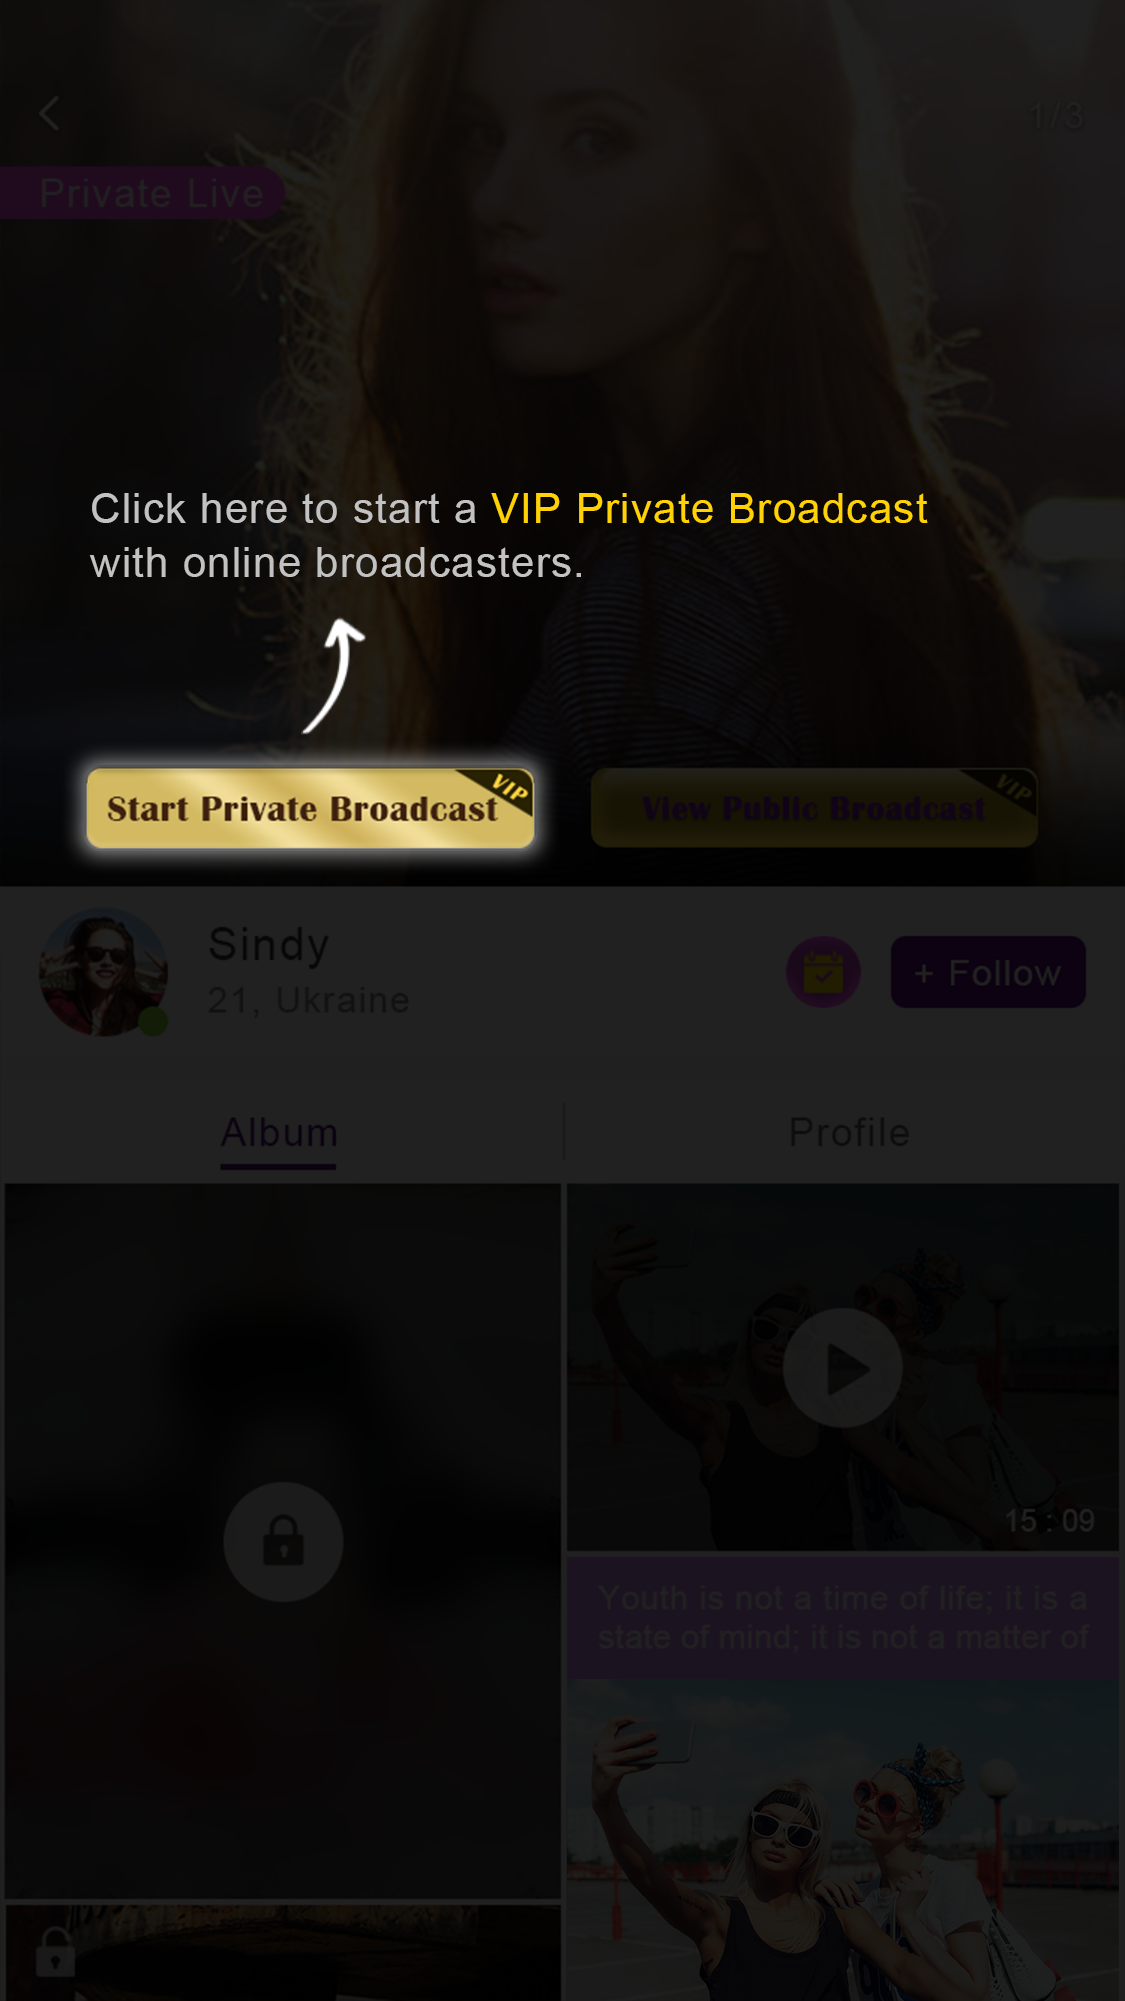 1/3
Private Live
Click here to start a VIP Private Broadcast
with online broadcasters.
Start Private Broadcast
VIP
View Public Broadcast
VIP
Sindy
21, Ukraine
+ Follow
Album
Profile
15 : 09
Youth is not a time of life; it is a
state of mind; it is not a matter of